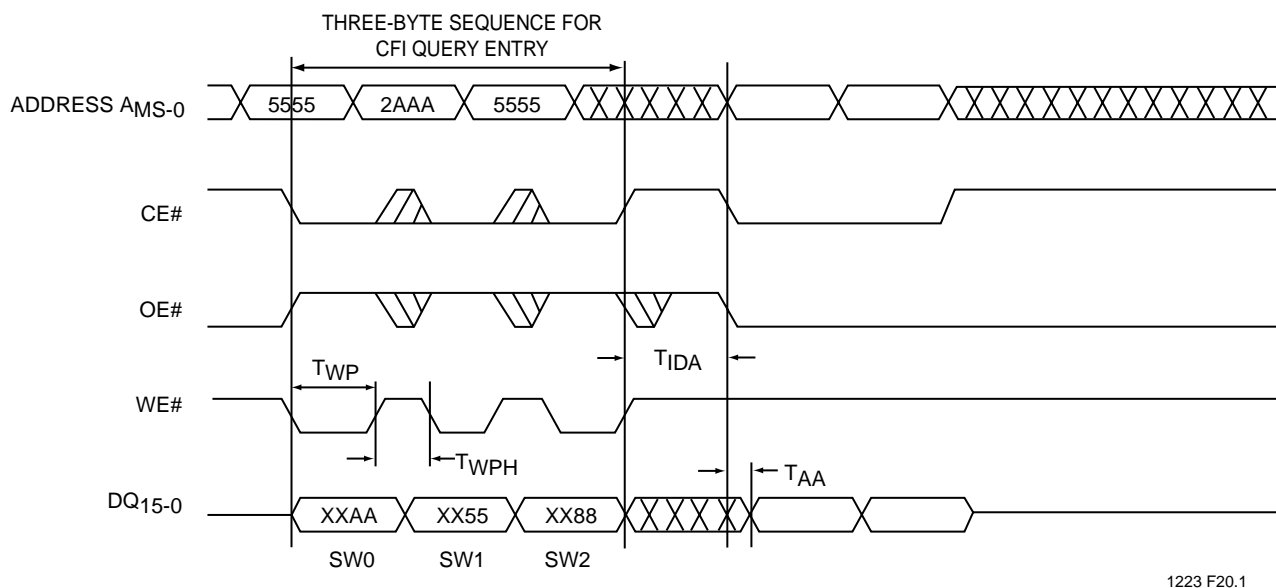 THREE-BYTE SEQUENCE FOR
CFI QUERY ENTRY
ADDRESS AMS-0
5555
2AAA
5555
CE#
OE#
TWP
TIDA
WE#
TWPH
TAA
DQ15-0
XXAA
XX55
XX88
SW0
SW1
SW2
1223 F20.1